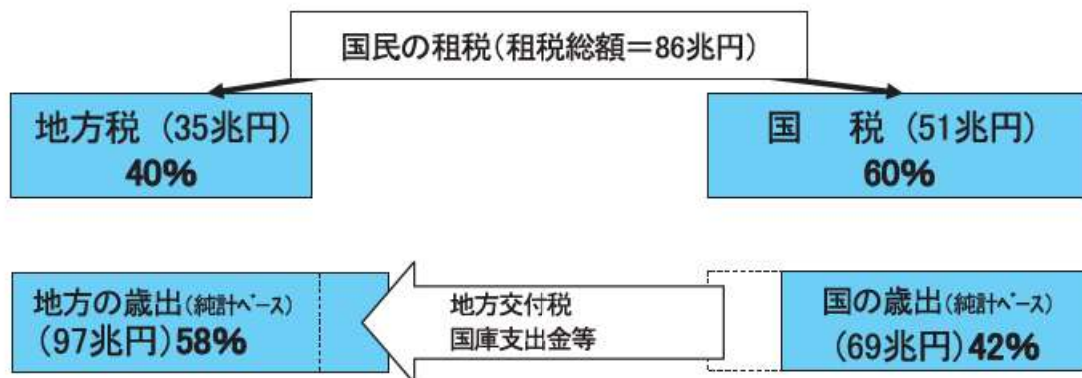 国民の租税(租税総額=86兆円)
地方税 (35兆円)
40%
国 税 (51兆円)
60%
地方の歳出(純計ベース)
(97兆円)58%
地方交付税
国庫支出金等
国の歳出(純計ベース)
(69兆円)42%